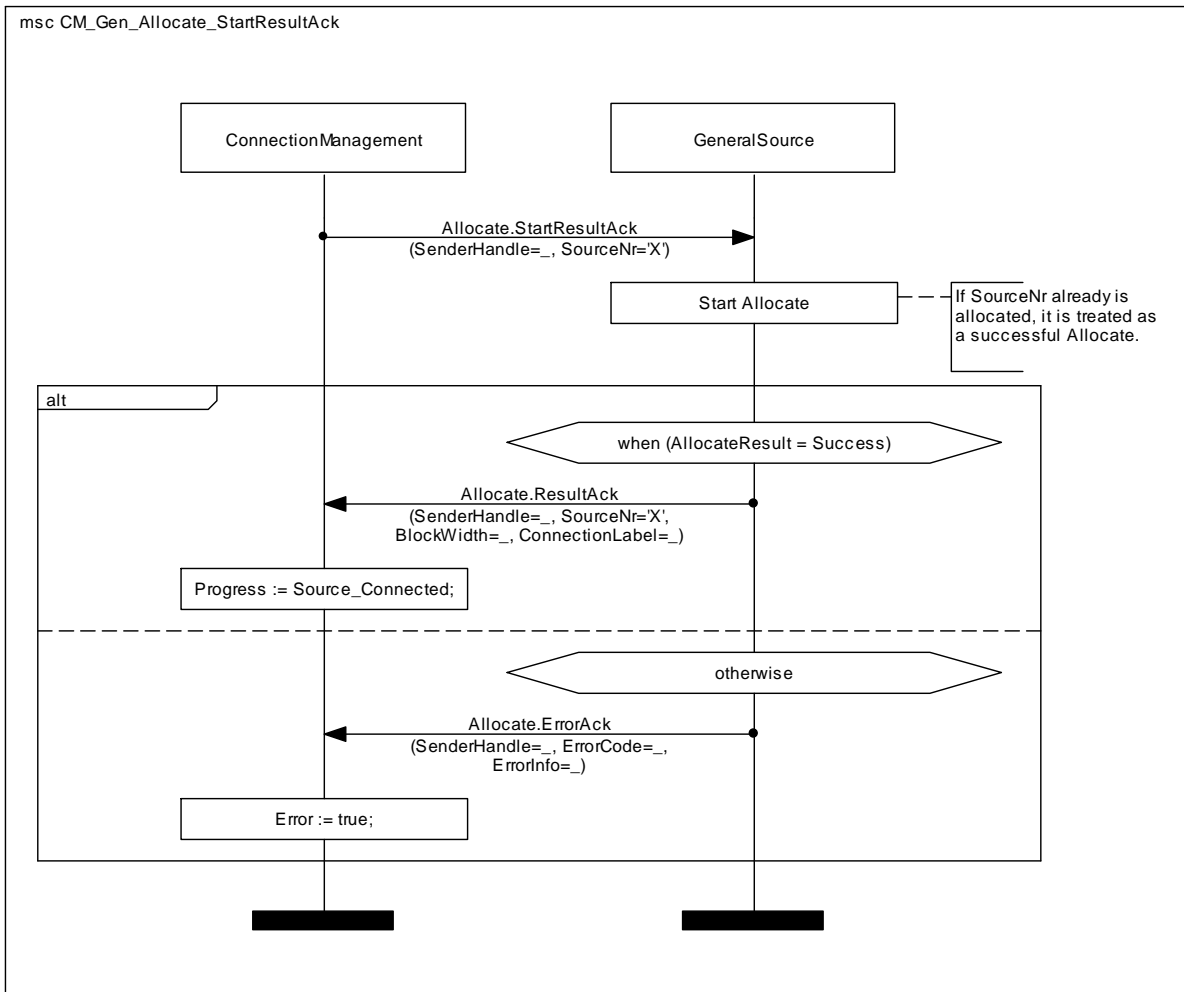 msc CM_Gen_Allocate_StartResultAck
ConnectionManagement
GeneralSource
Allocate.StartResultAck
(SenderHandle=_, SourceNr='X')
Start Allocate
If SourceNr already is
allocated, it is treated as
a successful Allocate.
alt
when (AllocateResult = Success)
Allocate.ResultAck
(SenderHandle=_, SourceNr='X',
BlockWidth=_, ConnectionLabel=_)
Progress := Source_Connected;
otherwise
Allocate.ErrorAck
(SenderHandle=_, ErrorCode=_,
ErrorInfo=_)
Error := true;